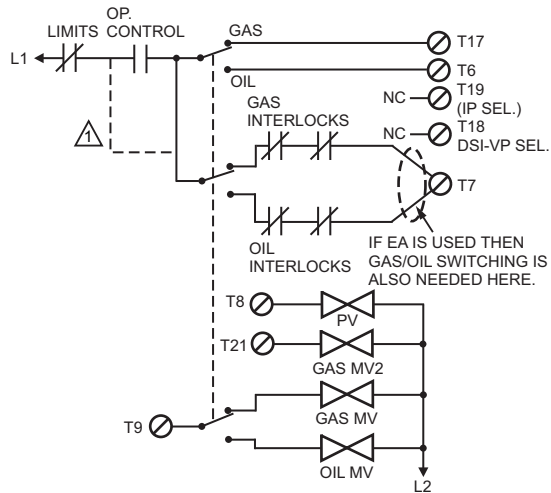 OP.
LIMITS CONTROL
L1
GAS
T17
T6
OIL
NC T19
(IP SEL.)
GAS
INTERLOCKS
NC T18
DSI-VP SEL.
1
T7
OIL
INTERLOCKS
IF EA IS USED THEN
GAS/OIL SWITCHING IS
ALSO NEEDED HERE.
T8
PV
T21
GAS MV2
GAS MV
T9
OIL MV
L2